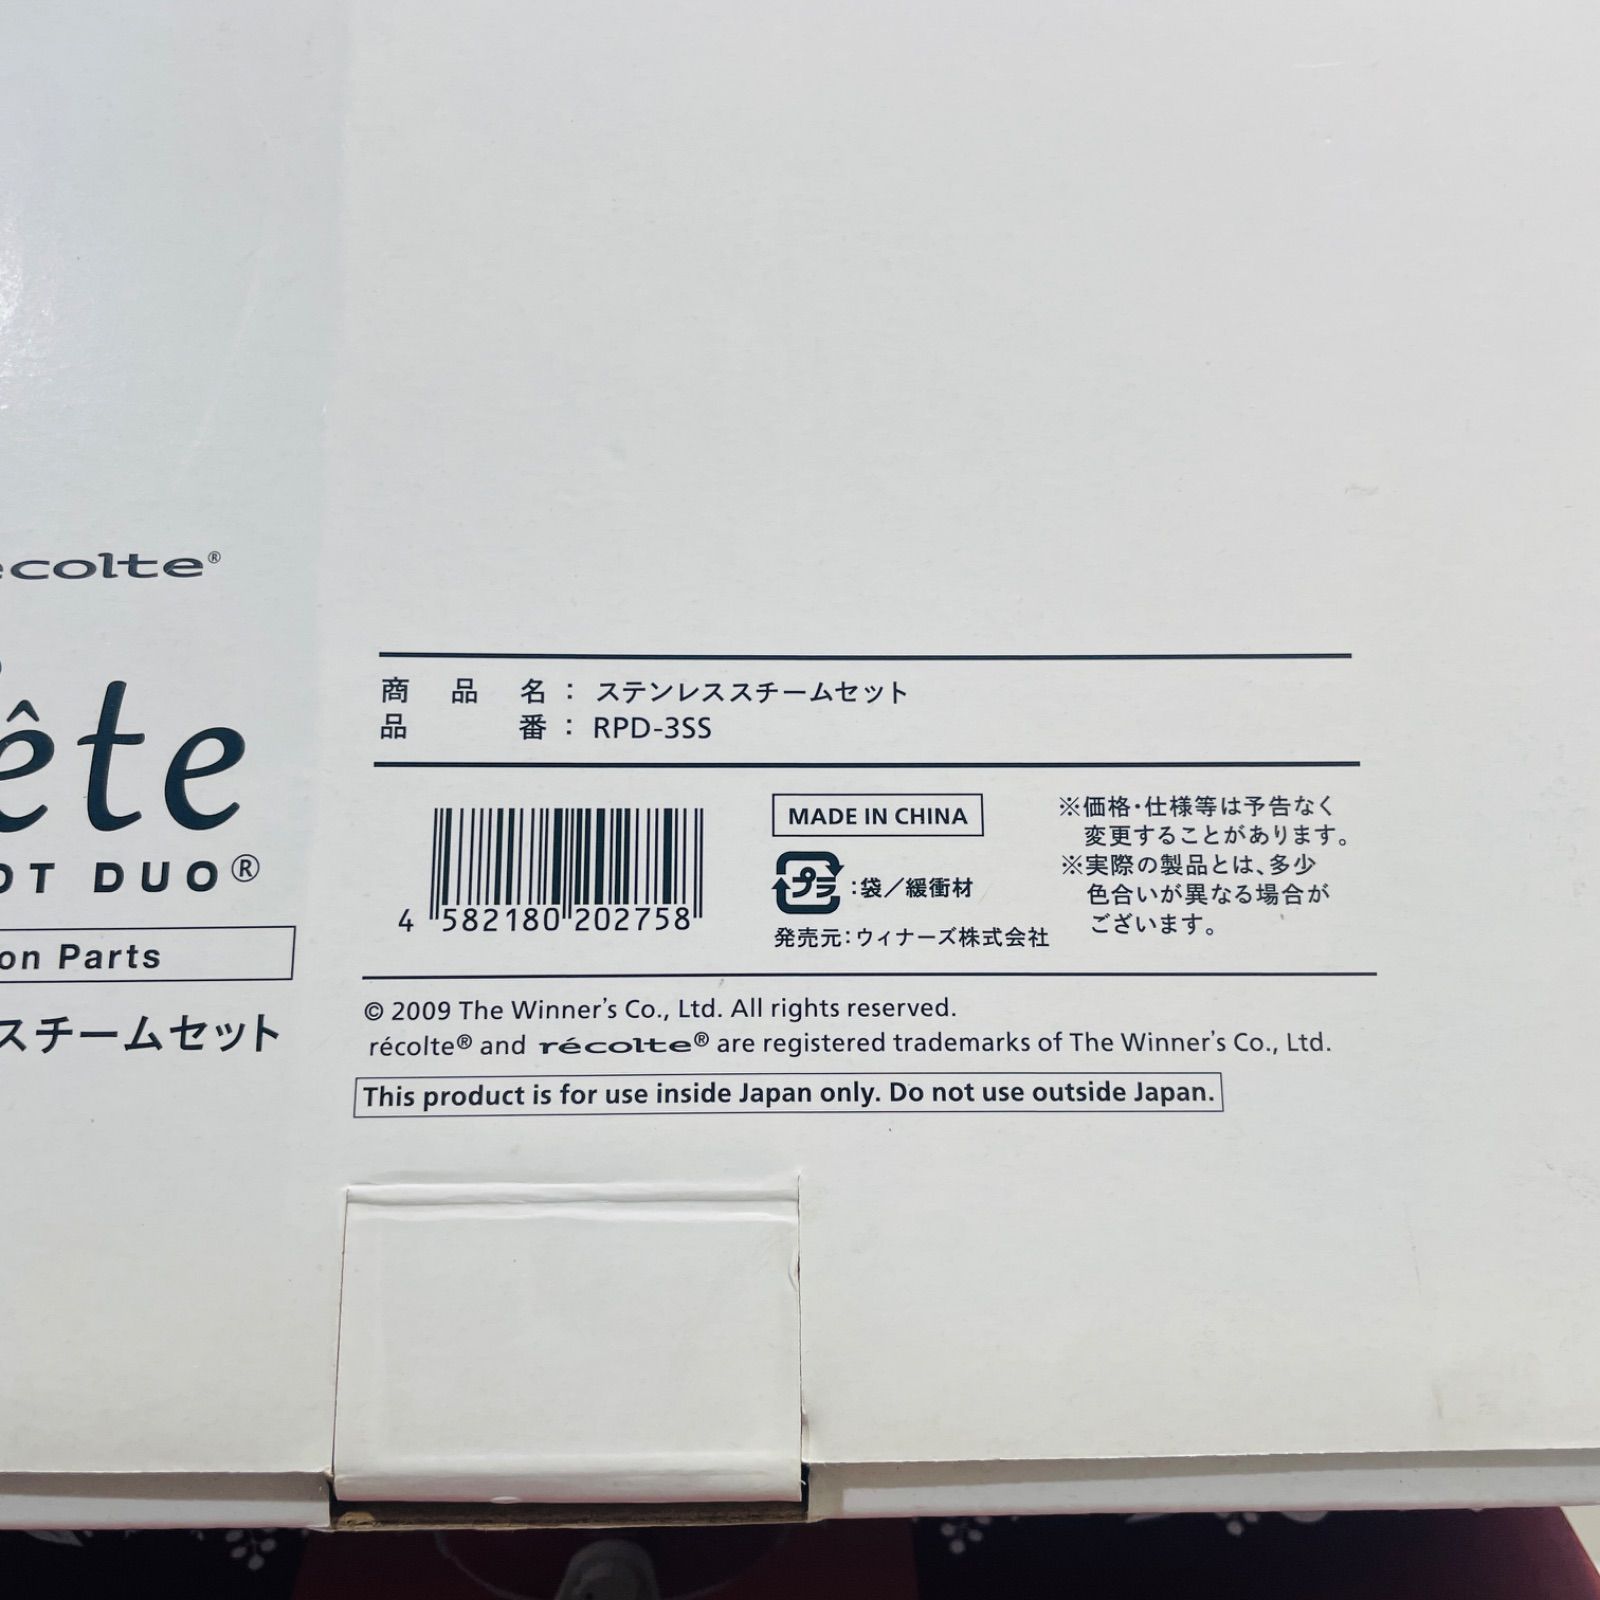 DUO®
Parts
スチームセット
商品名：ステンレススチームセット
品番：RPD-3SS
4 582180 202758
MADE IN CHINA
プラ：袋／緩衝材
発売元：ウィナーズ株式会社
※価格・仕様等は予告なく
変更することがあります。
※実際の製品とは、多少
色合いが異なる場合が
ございます。
© 2009 The Winner's Co., Ltd. All rights reserved.
récolte® and récolte® are registered trademarks of The Winner's Co., Ltd.
This product is for use inside Japan only. Do not use outside Japan.